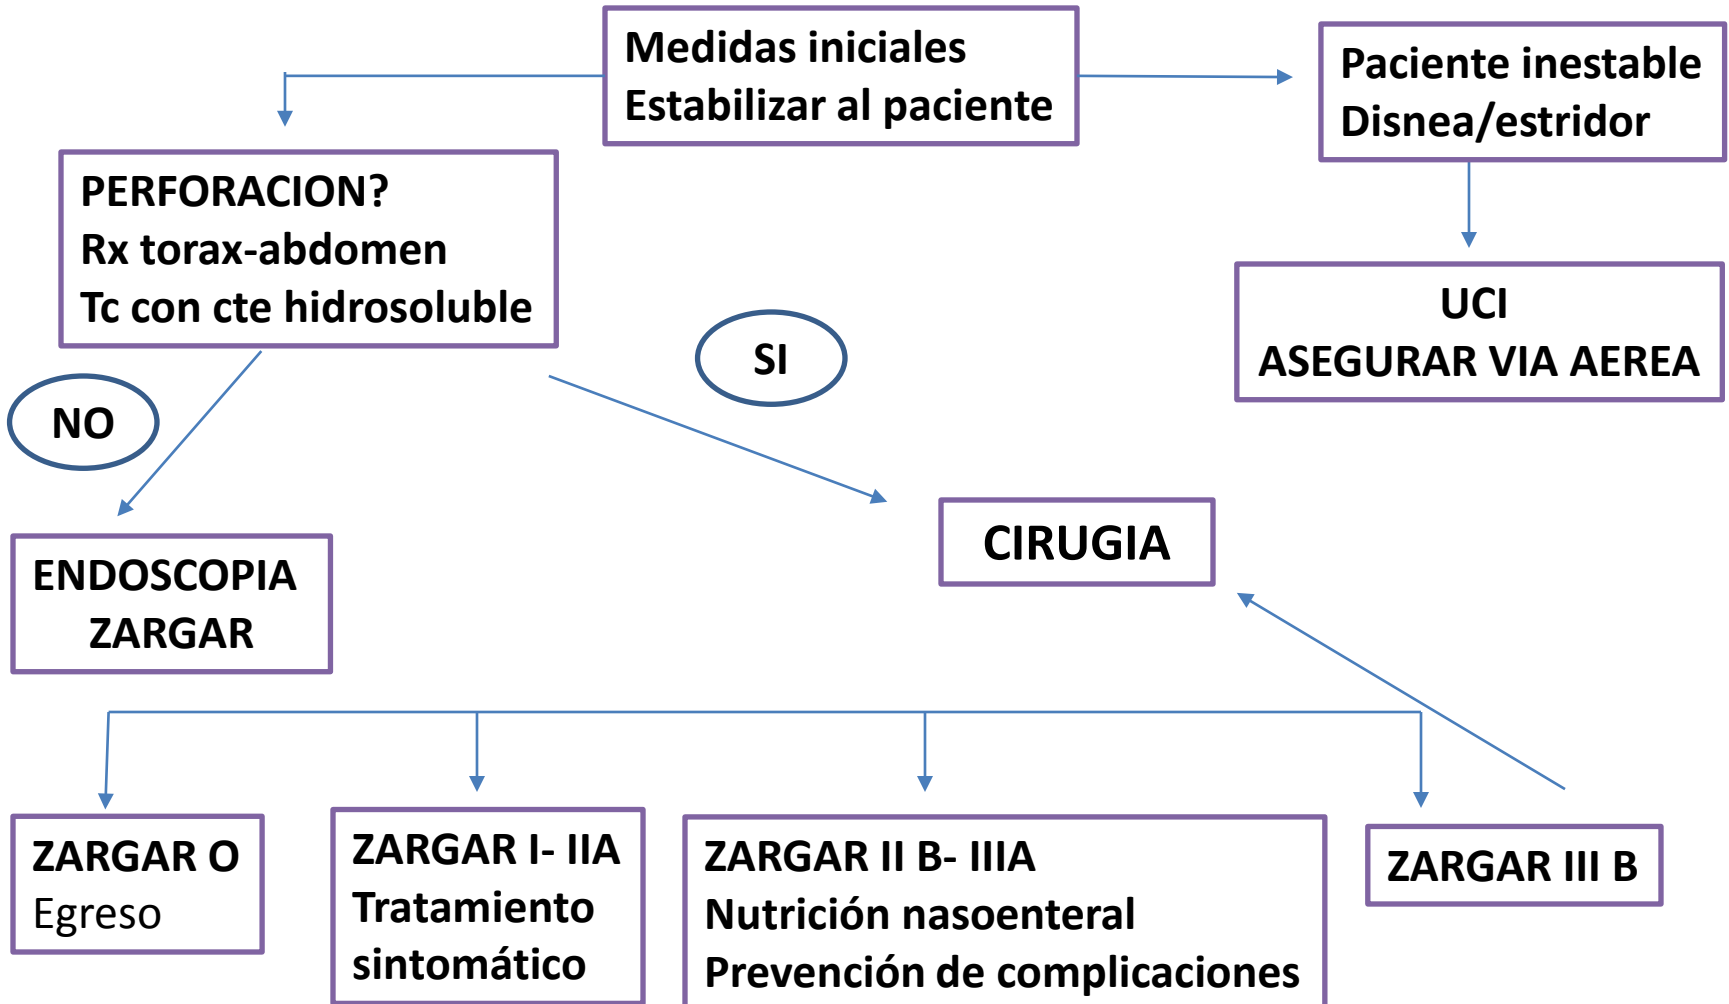 Medidas iniciales
Estabilizar al paciente
Paciente inestable
Disnea/estridor
PERFORACION?
Rx torax-abdomen
Tc con cte hidrosoluble
UCI
ASEGURAR VIA AEREA
SI
NO
CIRUGIA
ENDOSCOPIA
ZARGAR
ZARGAR O
Egreso
ZARGAR I- IIA
Tratamiento
sintomático
ZARGAR II B- IIIA
Nutrición nasoenteral
Prevención de complicaciones
ZARGAR III B